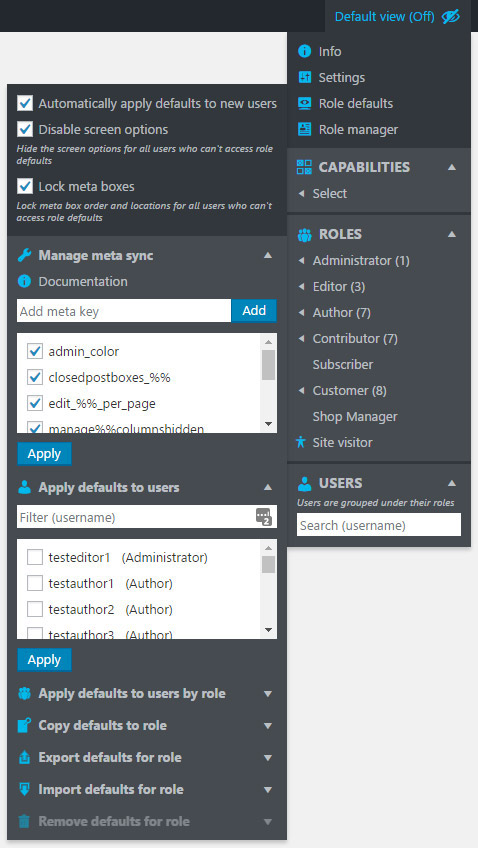 Default view (Off)
Info
Settings
Role defaults
Role manager
CAPABILITIES
Select
ROLES
Administrator (1)
Editor (3)
Author (7)
Contributor (7)
Subscriber
Customer (8)
Shop Manager
Site visitor
USERS
Users are grouped under their roles
Search (username)
Automatically apply defaults to new users
Disable screen options
Hide the screen options for all users who can't access role
defaults
Lock meta boxes
Lock meta box order and locations for all users who can't
access role defaults
Manage meta sync
Documentation
Add meta key
Add
admin_color
closedpostboxes_%%
edit_%%_per_page
manage%%columnshidden
Apply
Apply defaults to users
Filter (username)
2
testeditor1 (Administrator)
testauthor1 (Author)
testauthor2 (Author)
testauthor3 (Author)
Apply
Apply defaults to users by role
Copy defaults to role
Export defaults for role
Import defaults for role
Remove defaults for role